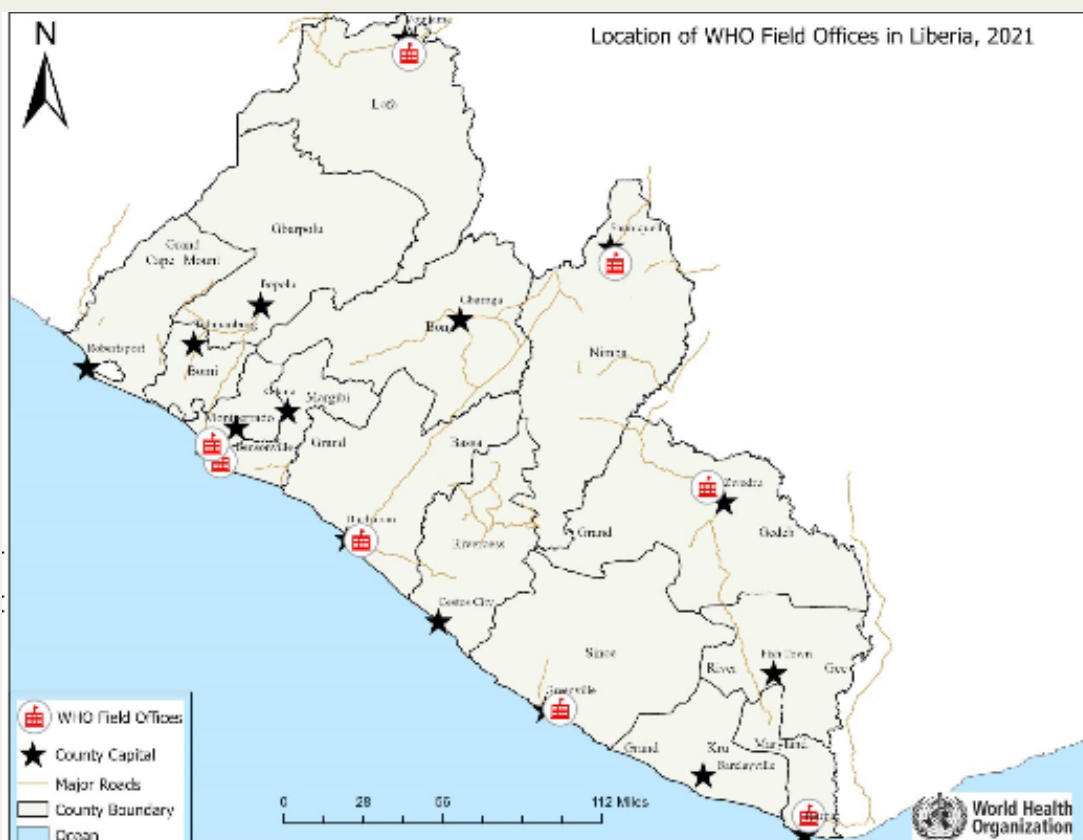 N
Location of WHO Field Offices in Liberia, 2021
Lofa
Gbarpolu
Grand
Cape Mount
Bopolu
Gbarnga
Bong
Nimba
Robertsport
Bomi
Margibi
Montserrado
Bensonville
Grand
Bassa
Zwedru
Grand
Gedeh
Rivercess
Cestos City
Sinoe
Fish Town
River
Gee
Greenville
Grand
Kru
Maryland
Barclayville
WHO Field Offices
County Capital
Major Roads
County Boundary
Ocean
0 28 56 112 Miles
World Health
Organization